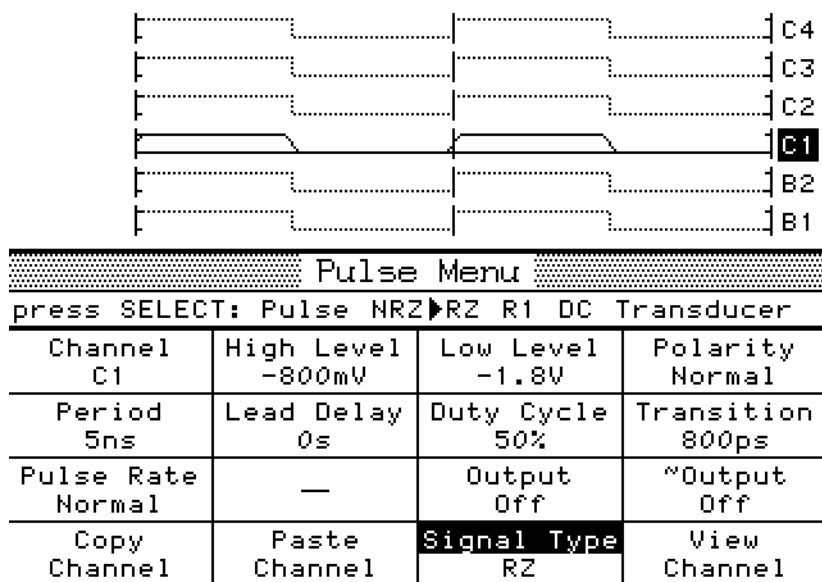 C4
C3
C2
C1
B2
B1
Pulse Menu
press SELECT: Pulse NRZ▶RZ R1 DC Transducer
Channel High Level Low Level Polarity
C1 -800mV -1.8V Normal
Period Lead Delay Duty Cycle Transition
5ns 0s 50% 800ps
Pulse Rate — Output ~Output
Normal Off Off
Copy Paste Signal Type View
Channel Channel RZ Channel